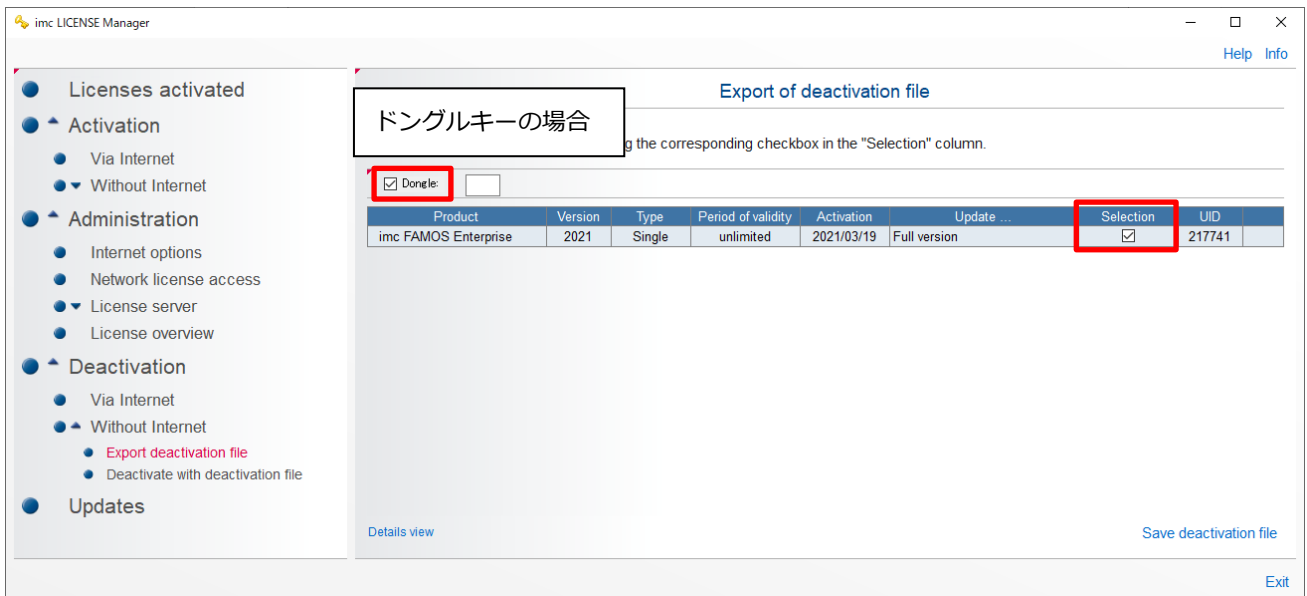 imc LICENSE Manager
Help Info
Licenses activated
Activation
Via Internet
Without Internet
Administration
Internet options
Network license access
License server
License overview
Deactivation
Via Internet
Without Internet
Export deactivation file
Deactivate with deactivation file
Updates
Export of deactivation file
ドングルキーの場合
the corresponding checkbox in the "Selection" column.
Dongle:
Product Version Type Period of validity Activation Update ... Selection UID
imc FAMOS Enterprise 2021 Single unlimited 2021/03/19 Full version 217741
Details view
Save deactivation file
Exit